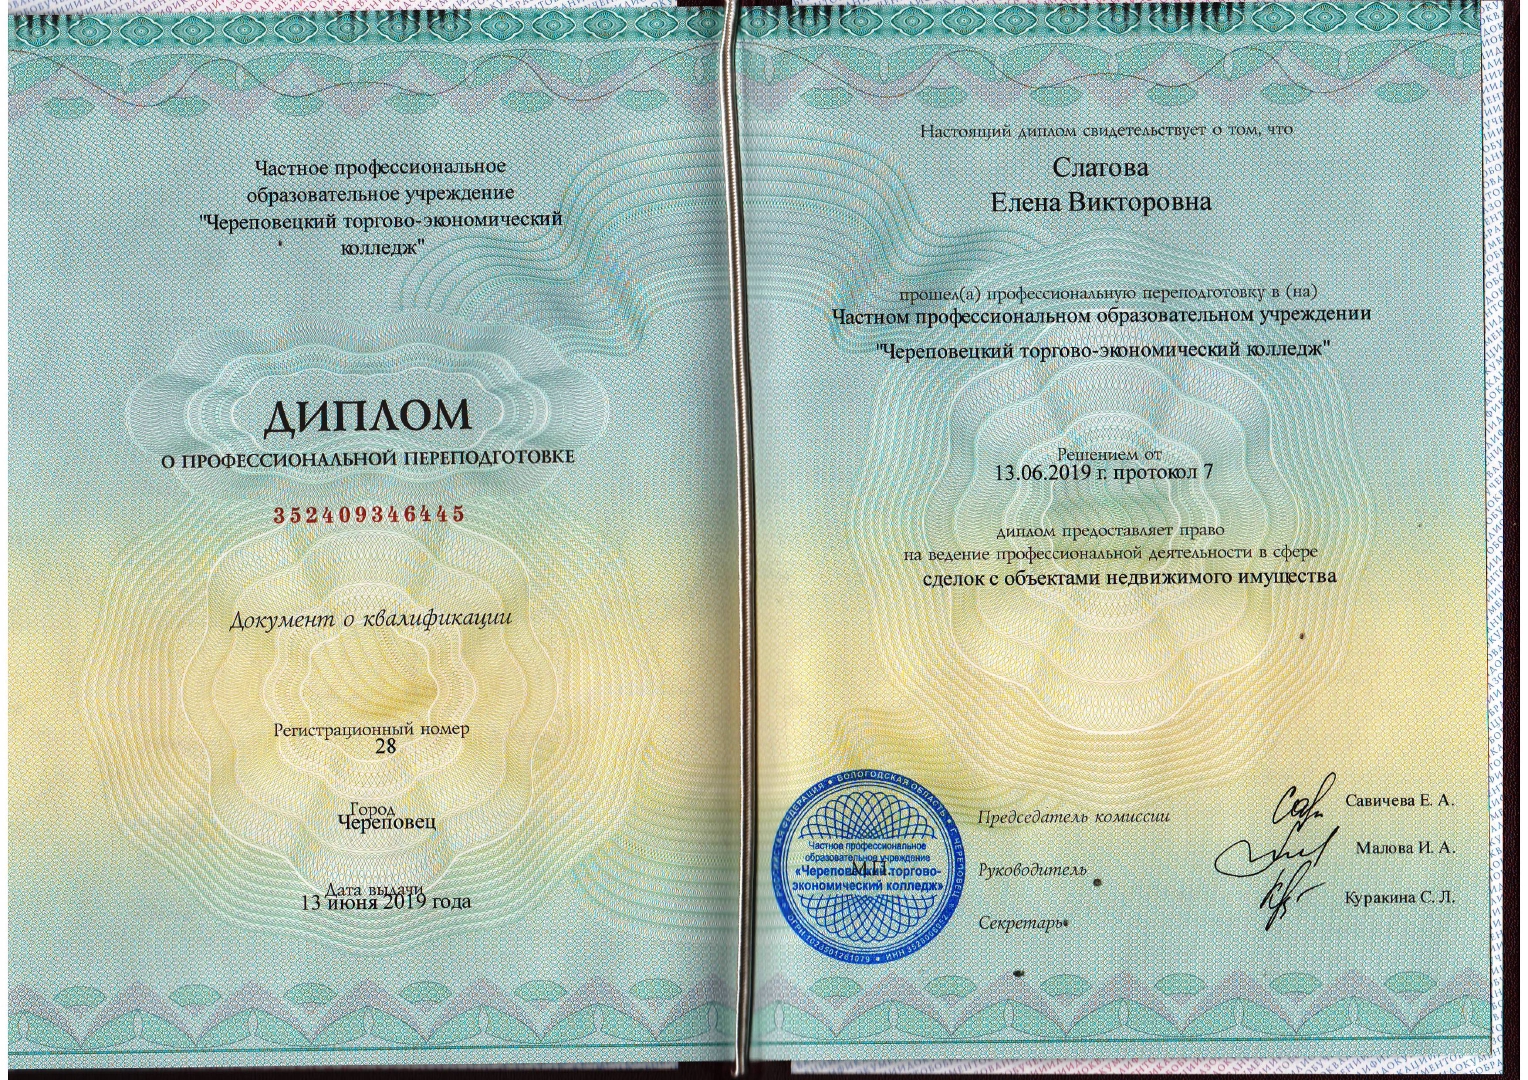 Частное профессиональное
образовательное учреждение
"Череповецкий торгово-экономический
колледж"
ДИПЛОМ
О ПРОФЕССИОНАЛЬНОЙ ПЕРЕПОДГОТОВКЕ
352409346445
Документ о квалификации
Регистрационный номер
28
Город
Череповец
Дата выдачи
13 июня 2019 года
Настоящий диплом свидетельствует о том, что
Слатова
Елена Викторовна
прошел(а) профессиональную переподготовку в (на)
Частном профессиональном образовательном учреждении
"Череповецкий торгово-экономический колледж"
Решением от
13.06.2019 г. протокол 7
диплом предоставляет право
на ведение профессиональной деятельности в сфере
сделок с объектами недвижимого имущества
Председатель комиссии
Савичева Е. А.
Руководитель
Малова И. А.
Секретарь
Куракина С. Л.
М.П.
Частное профессиональное
образовательное учреждение
«Череповецкий торгово-
экономический колледж»
ВОЛОГОДСКАЯ ОБЛАСТЬ